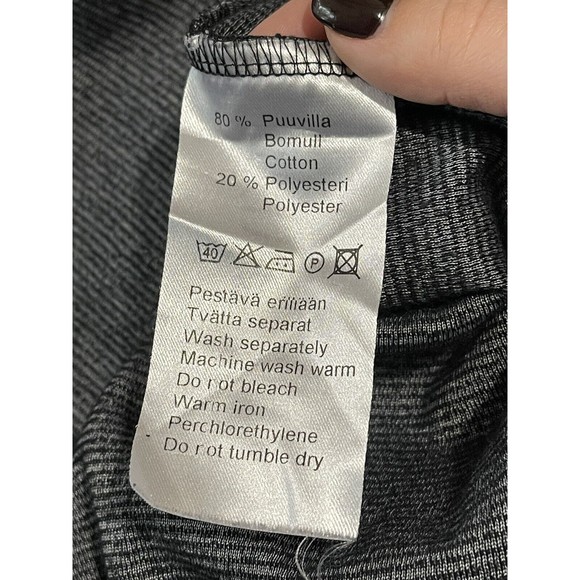 80 % Puuvilla
Bomull
Cotton
20 % Polyesteri
Polyester
40 P
Pestävä erillään
Tvätta separat
Wash separately
Machine wash warm
Do not bleach
Warm iron
Perchlorethylene
Do not tumble dry